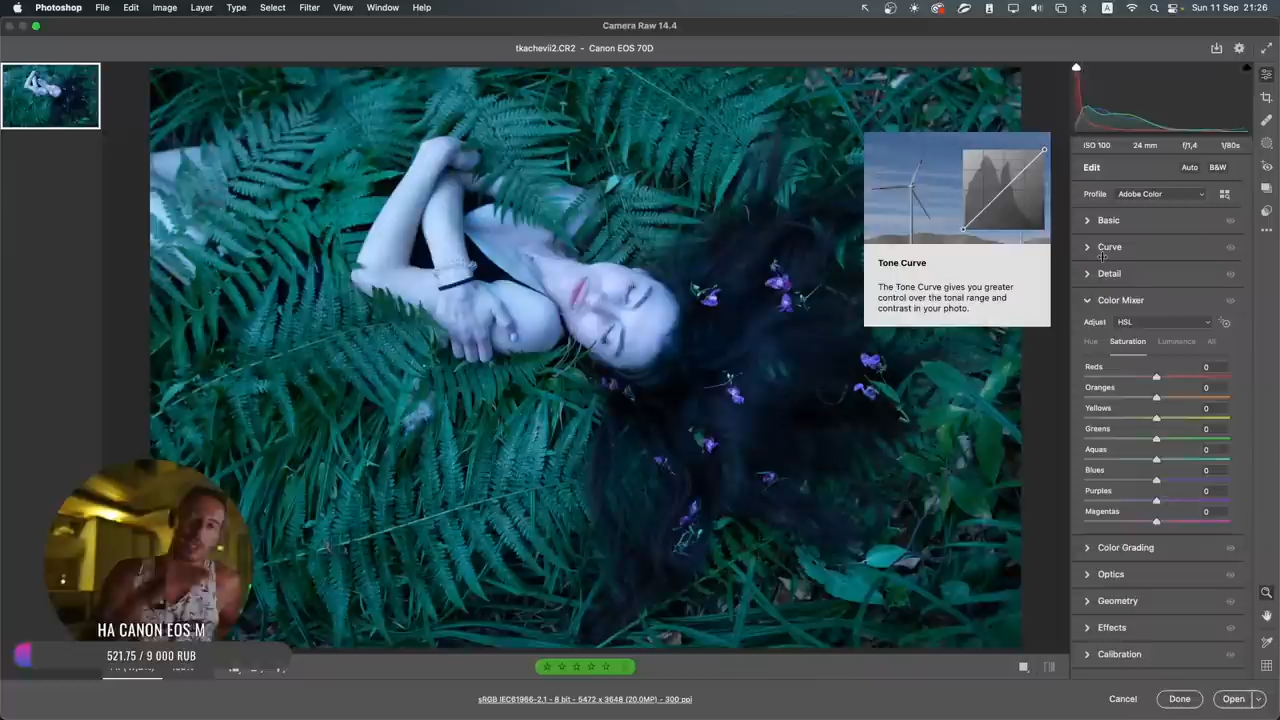 Photoshop File Edit Image Layer Type Select Filter View Window Help
A
Sun 11 Sep 21:26
Camera Raw 14.4
tkachevii2.CR2 - Canon EOS 70D
ISO 100 24 mm f/1,4 1/80s
Edit Auto B&W
Profile Adobe Color
Basic
Curve
Detail
Color Mixer
Adjust HSL
Hue Saturation Luminance All
Reds 0
Oranges 0
Yellows 0
Greens 0
Aquas 0
Blues 0
Purples 0
Magentas 0
Color Grading
Optics
Geometry
Effects
Calibration
Tone Curve
The Tone Curve gives you greater
control over the tonal range and
contrast in your photo.
НА CANON EOS M
521.75 / 9 000 RUB
sRGB IEC61966-2.1 - 8 bit - 5472 x 3648 (20.0MP) - 300 ppi
Cancel Done Open